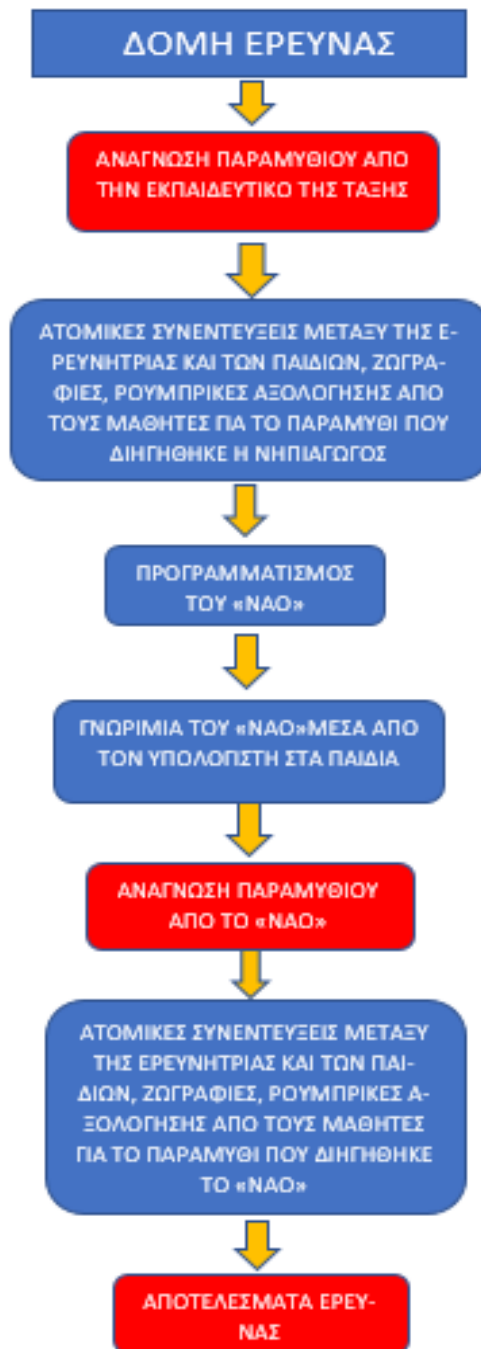 ΔΟΜΗ ΕΡΕΥΝΑΣ
ΑΝΑΓΝΩΣΗ ΠΑΡΑΜΥΘΙΟΥ ΑΠΟ
ΤΗΝ ΕΚΠΑΙΔΕΥΤΙΚΟ ΤΗΣ ΤΑΞΗΣ
ΑΤΟΜΙΚΕΣ ΣΥΝΕΝΤΕΥΞΕΙΣ ΜΕΤΑΞΥ ΤΗΣ Ε-
ΡΕΥΝΗΤΡΙΑΣ ΚΑΙ ΤΩΝ ΠΑΙΔΙΩΝ, ΖΩΓΡΑ-
ΦΙΕΣ, ΡΟΥΜΠΡΙΚΕΣ ΑΞΟΛΟΓΗΣΗΣ ΑΠΟ
ΤΟΥΣ ΜΑΘΗΤΕΣ ΓΙΑ ΤΟ ΠΑΡΑΜΥΘΙ ΠΟΥ
ΔΙΗΓΗΘΗΚΕ Η ΝΗΠΙΑΓΩΓΟΣ
ΠΡΟΓΡΑΜΜΑΤΙΣΜΟΣ
ΤΟΥ «ΝΑΟ»
ΓΝΩΡΙΜΙΑ ΤΟΥ «ΝΑΟ»ΜΕΣΑ ΑΠΟ
ΤΟΝ ΥΠΟΛΟΓΙΣΤΗ ΣΤΑ ΠΑΙΔΙΑ
ΑΝΑΓΝΩΣΗ ΠΑΡΑΜΥΘΙΟΥ
ΑΠΟ ΤΟ «ΝΑΟ»
ΑΤΟΜΙΚΕΣ ΣΥΝΕΝΤΕΥΞΕΙΣ ΜΕΤΑΞΥ
ΤΗΣ ΕΡΕΥΝΗΤΡΙΑΣ ΚΑΙ ΤΩΝ ΠΑΙ-
ΔΙΩΝ, ΖΩΓΡΑΦΙΕΣ, ΡΟΥΜΠΡΙΚΕΣ Α-
ΞΟΛΟΓΗΣΗΣ ΑΠΟ ΤΟΥΣ ΜΑΘΗΤΕΣ
ΓΙΑ ΤΟ ΠΑΡΑΜΥΘΙ ΠΟΥ ΔΙΗΓΗΘΗΚΕ
ΤΟ «ΝΑΟ»
ΑΠΟΤΕΛΕΣΜΑΤΑ ΕΡΕΥ-
ΝΑΣ